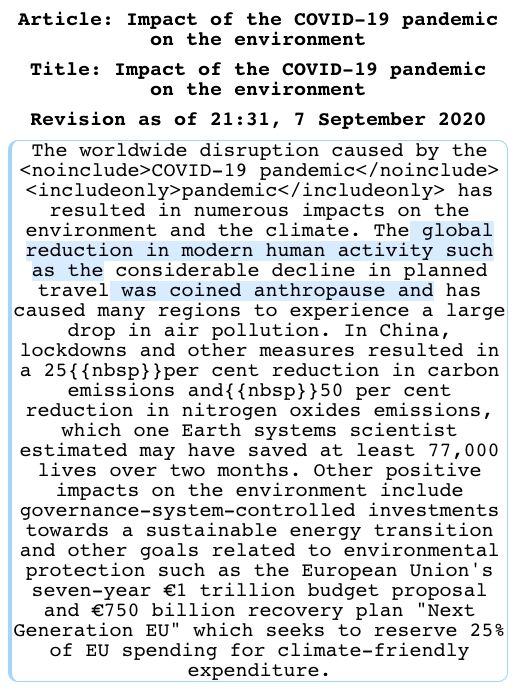 Article: Impact of the COVID-19 pandemic
on the environment
Title: Impact of the COVID-19 pandemic
on the environment
Revision as of 21:31, 7 September 2020
The worldwide disruption caused by the
<noinclude>COVID-19 pandemic</noinclude>
<includeonly>pandemic</includeonly> has
resulted in numerous impacts on the
environment and the climate. The global
reduction in modern human activity such
as the considerable decline in planned
travel was coined anthropause and has
caused many regions to experience a large
drop in air pollution. In China,
lockdowns and other measures resulted in
a 25{{nbsp}}per cent reduction in carbon
emissions and{{nbsp}}50 per cent
reduction in nitrogen oxides emissions,
which one Earth systems scientist
estimated may have saved at least 77,000
lives over two months. Other positive
impacts on the environment include
governance-system-controlled investments
towards a sustainable energy transition
and other goals related to environmental
protection such as the European Union's
seven-year €1 trillion budget proposal
and €750 billion recovery plan "Next
Generation EU" which seeks to reserve 25%
of EU spending for climate-friendly
expenditure.